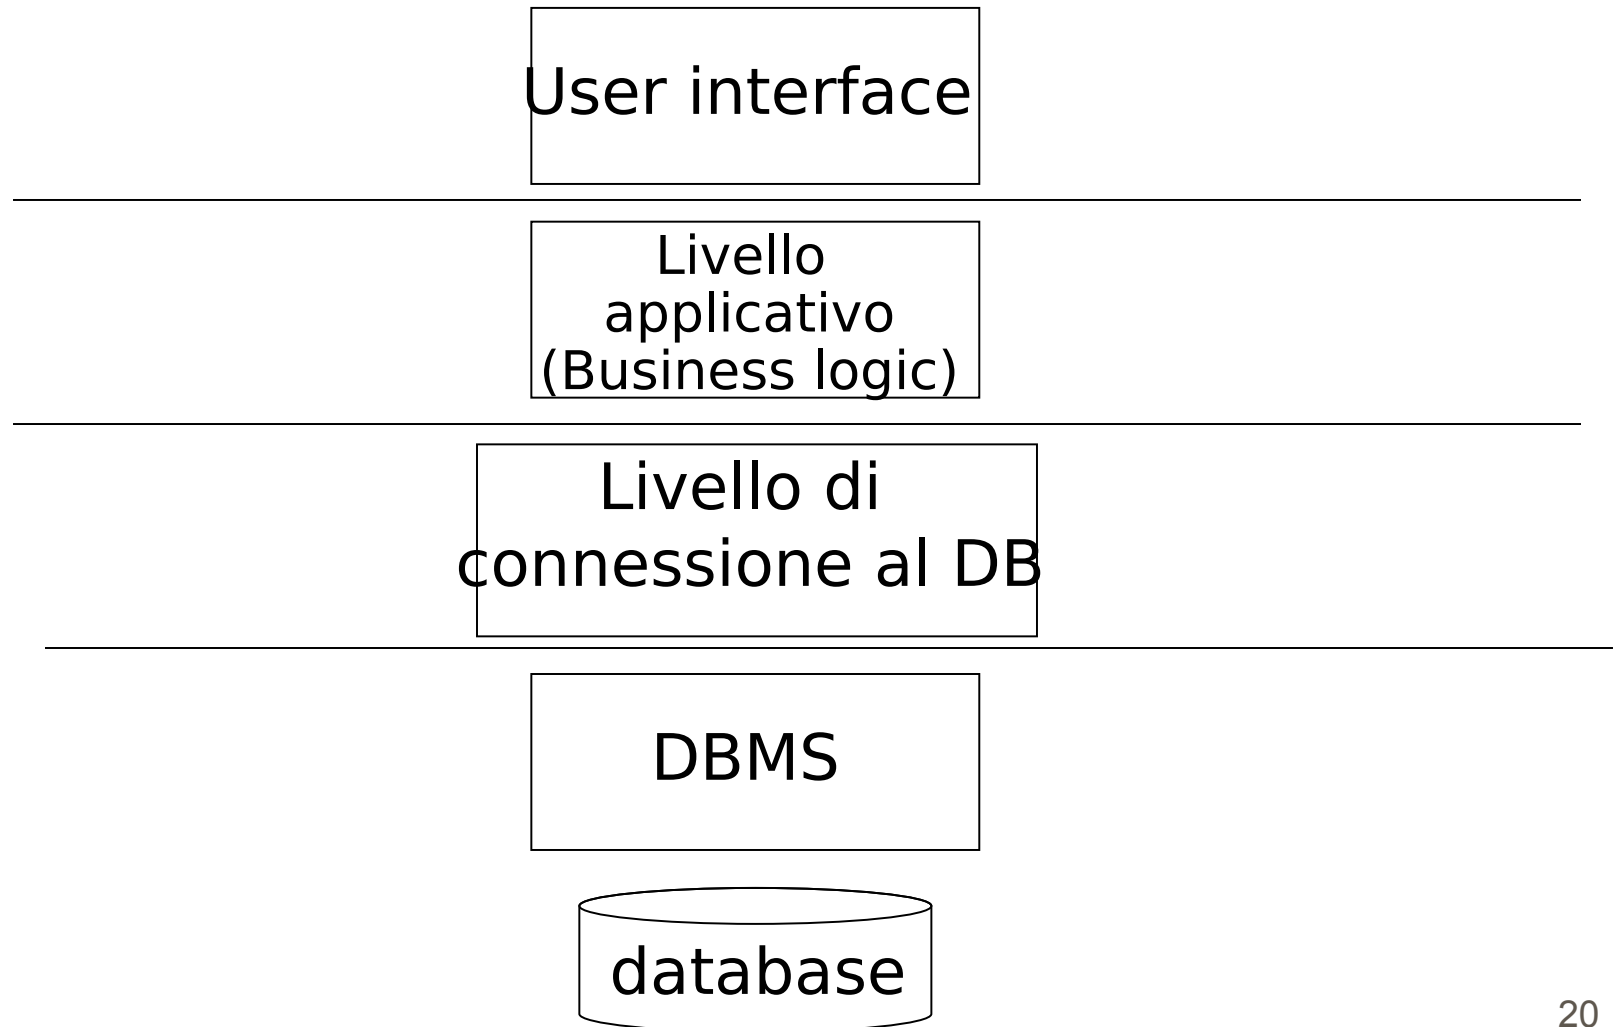 User interface
Livello
applicativo
(Business logic)
Livello di
connessione al DB
DBMS
database
20